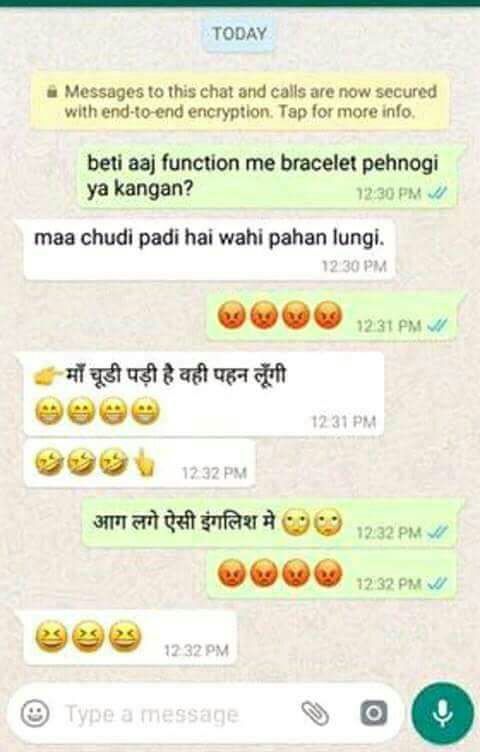 TODAY
Messages to this chat and calls are now secured
with end-to-end encryption. Tap for more info.
beti aaj function me bracelet pehnogi
ya kangan?
12:30 PM
maa chudi padi hai wahi pahan lungi.
12:30 PM
😡😡😡😡 12:31 PM
👉माँ चूडी पड़ी है वही पहन लूँगी
😁😁😁😁 12:31 PM
🤣🤣🤣👆 12:32 PM
आग लगे ऐसी इंगलिश मे 🙄🙄 12:32 PM
😡😡😡😡 12:32 PM
😆😆😆 12:32 PM
Type a message